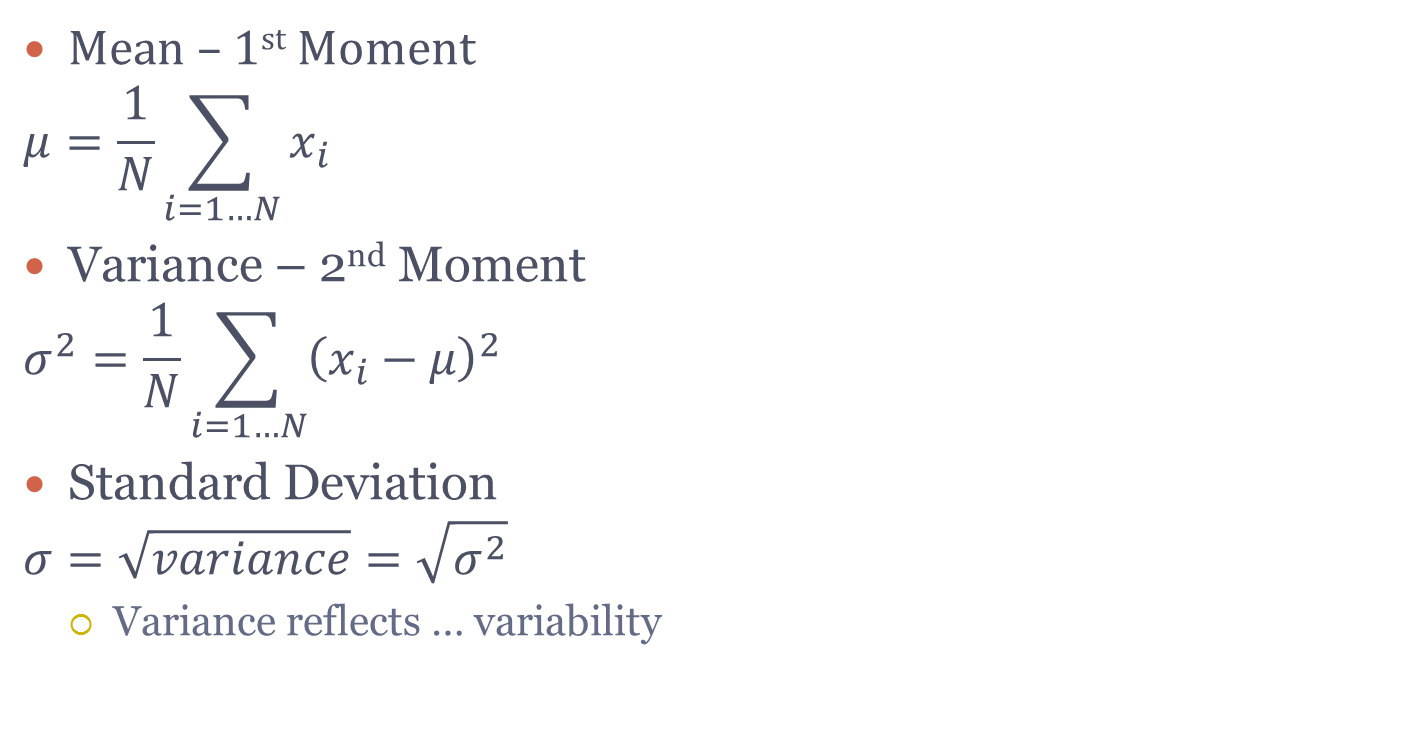 • Mean – 1st Moment
μ = 1/N ∑ i=1…N xᵢ
• Variance – 2nd Moment
σ² = 1/N ∑ i=1…N (xᵢ − μ)²
• Standard Deviation
σ = √variance = √σ²
○ Variance reflects … variability